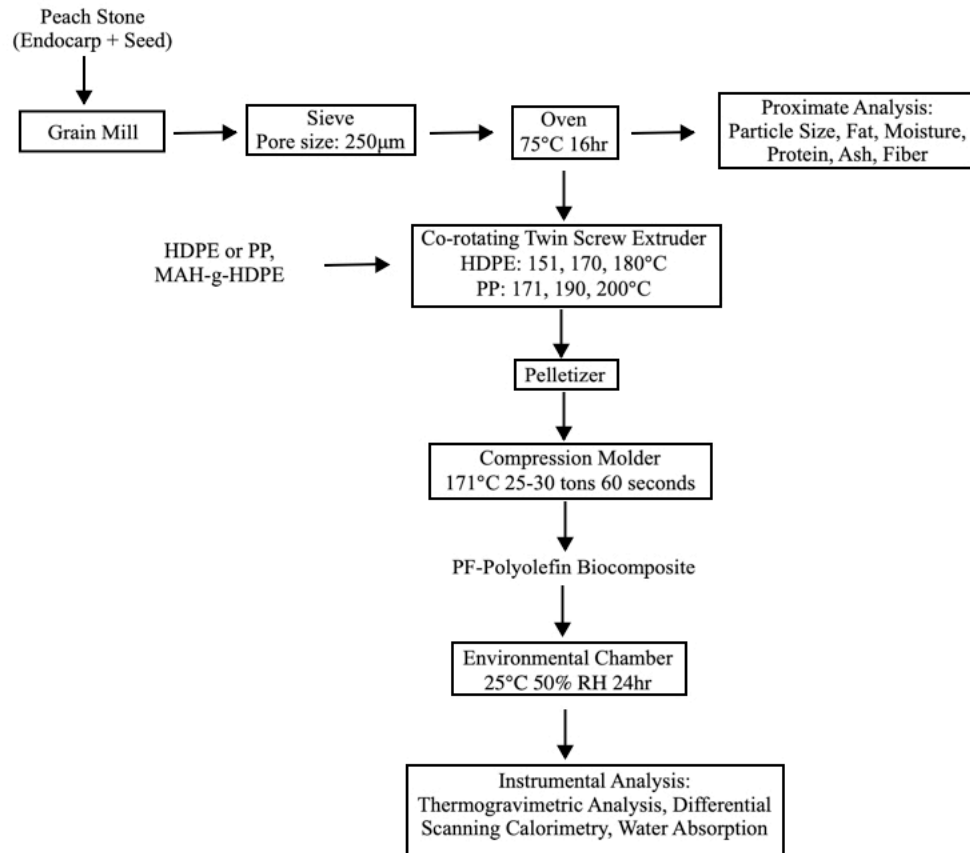 Peach Stone
(Endocarp + Seed)
Grain Mill
Sieve
Pore size: 250μm
Oven
75°C 16hr
Proximate Analysis:
Particle Size, Fat, Moisture,
Protein, Ash, Fiber
HDPE or PP,
MAH-g-HDPE
Co-rotating Twin Screw Extruder
HDPE: 151, 170, 180°C
PP: 171, 190, 200°C
Pelletizer
Compression Molder
171°C 25-30 tons 60 seconds
PF-Polyolefin Biocomposite
Environmental Chamber
25°C 50% RH 24hr
Instrumental Analysis:
Thermogravimetric Analysis, Differential
Scanning Calorimetry, Water Absorption